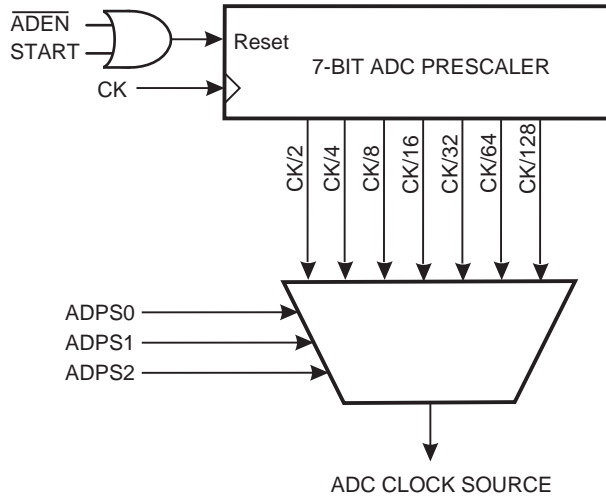 ADEN
START
Reset
CK
7-BIT ADC PRESCALER
CK/2
CK/4
CK/8
CK/16
CK/32
CK/64
CK/128
ADPS0
ADPS1
ADPS2
ADC CLOCK SOURCE